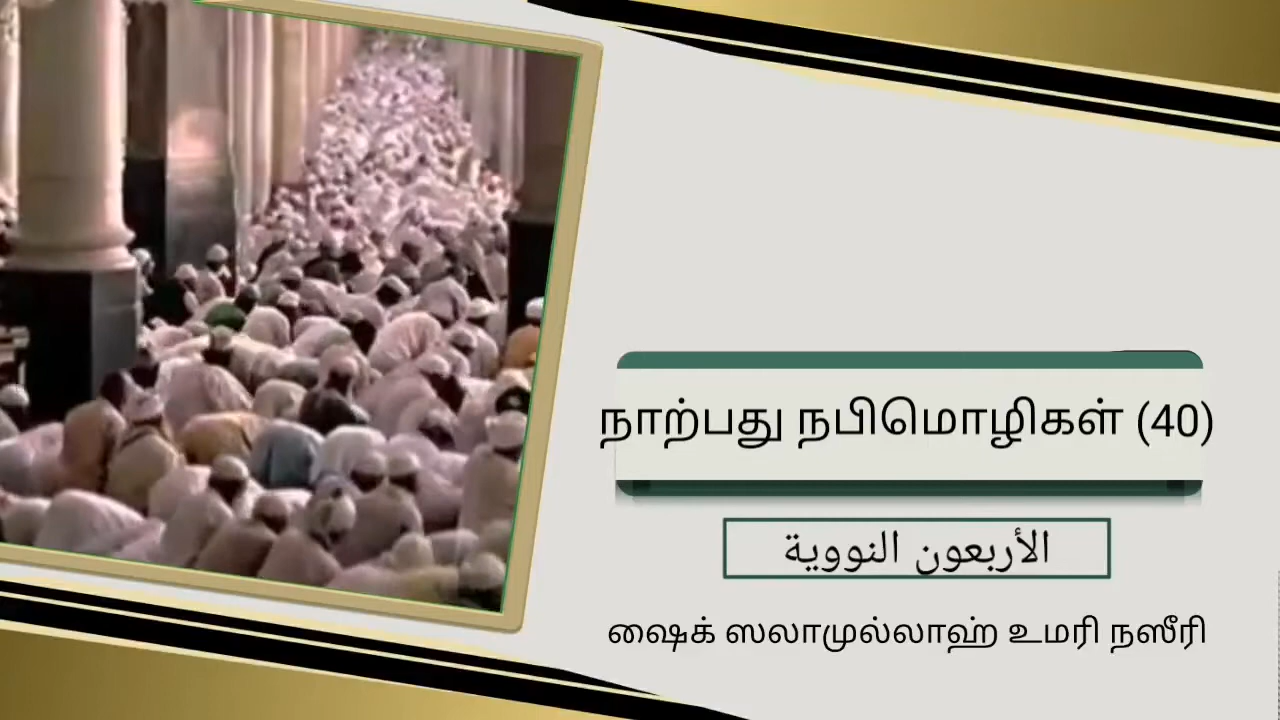 நாற்பது நபிமொழிகள் (40)
الأربعون النووية
ஷைக் ஸலாமுல்லாஹ் உமரி நஸீரி